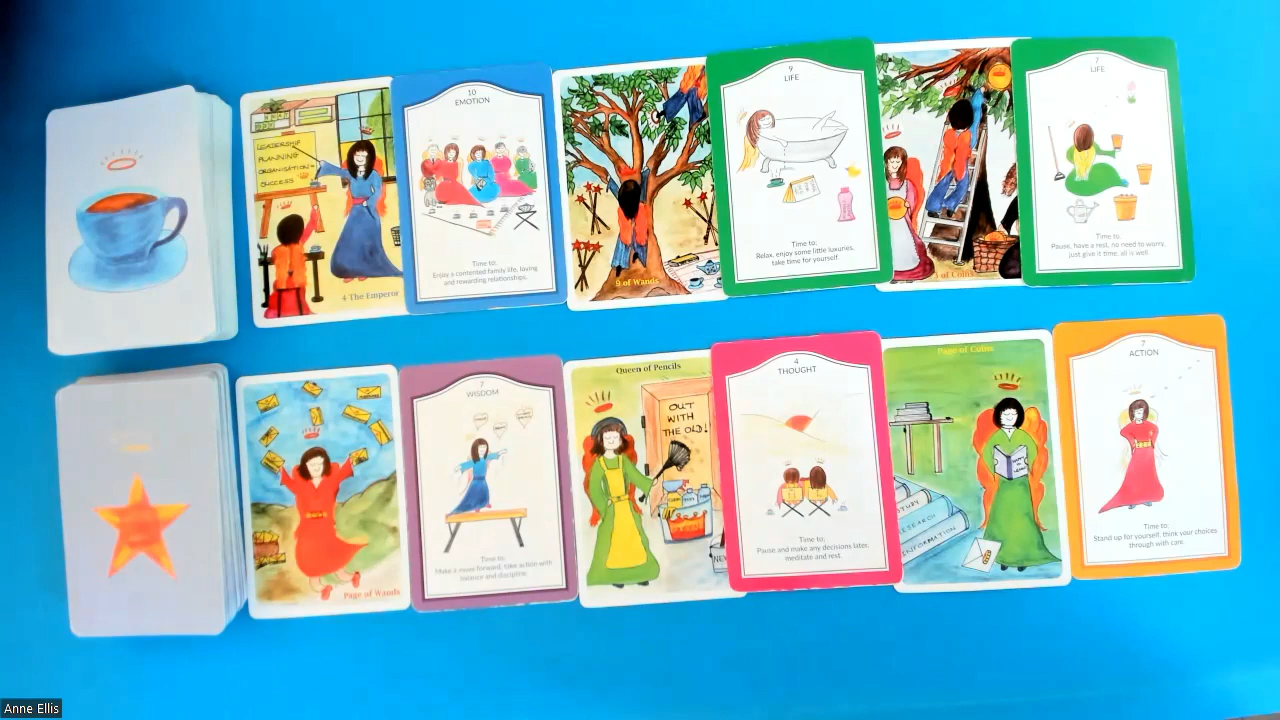 LEADERSHIP
PLANNING
ORGANISATION =
SUCCESS
4 The Emperor
10
EMOTION
Time to:
Enjoy a contented family life, loving
and rewarding relationships.
9 of Wands
9
LIFE
Time to:
Relax, enjoy some little luxuries,
take time for yourself.
of Coins
7
LIFE
Time to:
Pause, have a rest, no need to worry,
just give it time, all is well.
Page of Wands
7
WISDOM
Time to:
Make a move forward, take action with
balance and discipline.
Queen of Pencils
OUT
WITH
THE OLD!
NEW
4
THOUGHT
Time to:
Pause and make any decisions later,
meditate and rest.
Page of Coins
RESEARCH
INFORMATION
7
ACTION
Time to:
Stand up for yourself, think your choices
through with care.
Anne Ellis